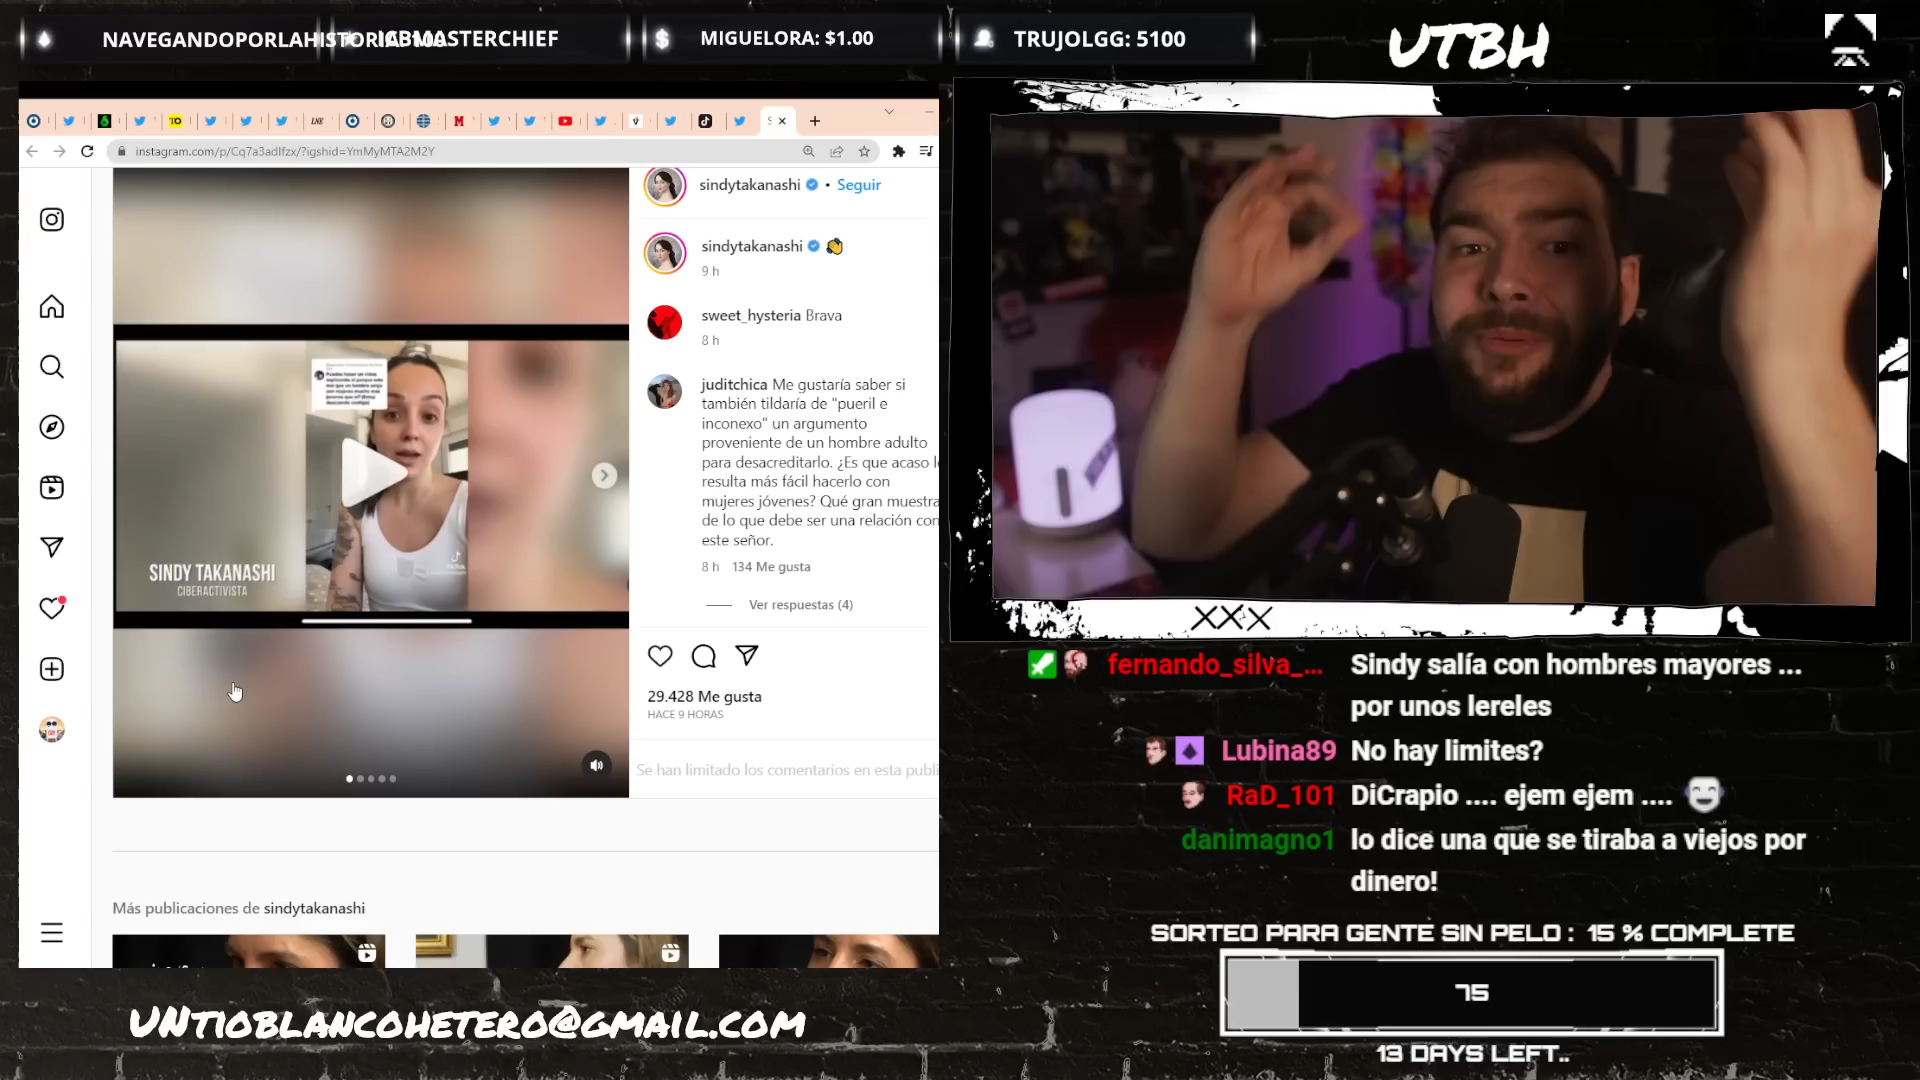 NAVEGANDOPORLAHISTORIA: 100
IGBMASTERCHIEF
MIGUELORA: $1.00
TRUJOLGG: 5100
UTBH
instagram.com/p/Cq7a3adIfzx/?igshid=YmMyMTA2M2Y
sindytakanashi • Seguir
sindytakanashi
9 h
sweet_hysteria Brava
8 h
juditchica Me gustaría saber si
también tildaría de "pueril e
inconexo" un argumento
proveniente de un hombre adulto
para desacreditarlo. ¿Es que acaso l
resulta más fácil hacerlo con
mujeres jóvenes? Qué gran muestra
de lo que debe ser una relación con
este señor.
8 h 134 Me gusta
Ver respuestas (4)
29.428 Me gusta
HACE 9 HORAS
Se han limitado los comentarios en esta publi
SINDY TAKANASHI
CIBERACTIVISTA
Más publicaciones de sindytakanashi
UNTIOBLANCOHETERO@GMAIL.COM
XXX
fernando_silva_... Sindy salía con hombres mayores ...
por unos lereles
Lubina89 No hay limites?
RaD_101 DiCrapio .... ejem ejem ....
danimagno1 lo dice una que se tiraba a viejos por
dinero!
SORTEO PARA GENTE SIN PELO : 15 % COMPLETE
75
13 DAYS LEFT..